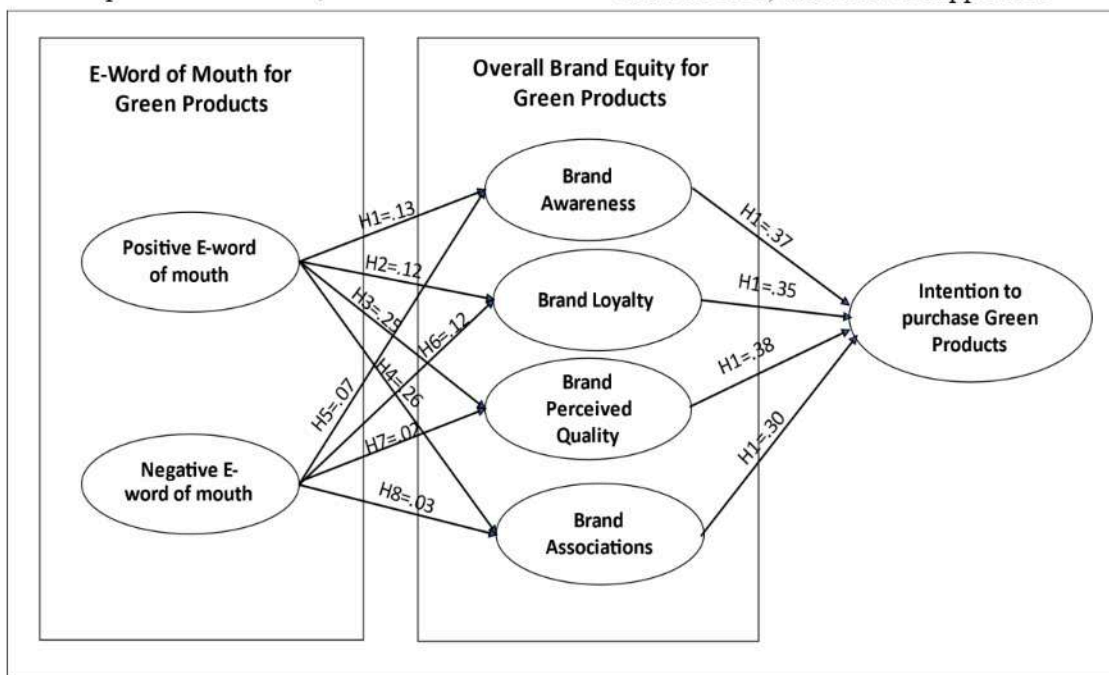 E-Word of Mouth for
Green Products
Overall Brand Equity for
Green Products
Positive E-word
of mouth
Negative E-
word of mouth
H1=.13
H2=.12
H3=.25
H4=.26
H5=.07
H6=.12
H7=.02
H8=.03
Brand
Awareness
Brand Loyalty
Brand
Perceived
Quality
Brand
Associations
H1=.37
H1=.35
H1=.38
H1=.30
Intention to
purchase Green
Products